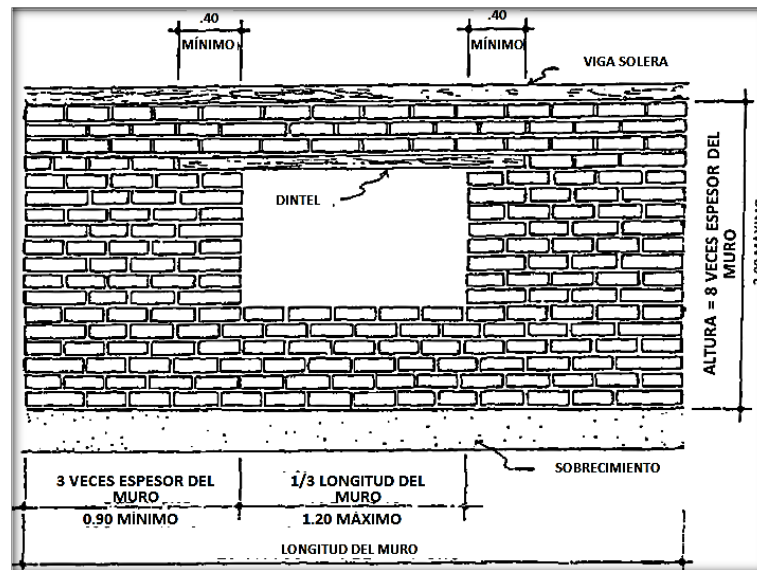 .40
MÍNIMO
.40
MÍNIMO
VIGA SOLERA
DINTEL
ALTURA = 8 VECES ESPESOR DEL
MURO
SOBRECIMIENTO
3 VECES ESPESOR DEL
MURO
0.90 MÍNIMO
1/3 LONGITUD DEL
MURO
1.20 MÁXIMO
LONGITUD DEL MURO